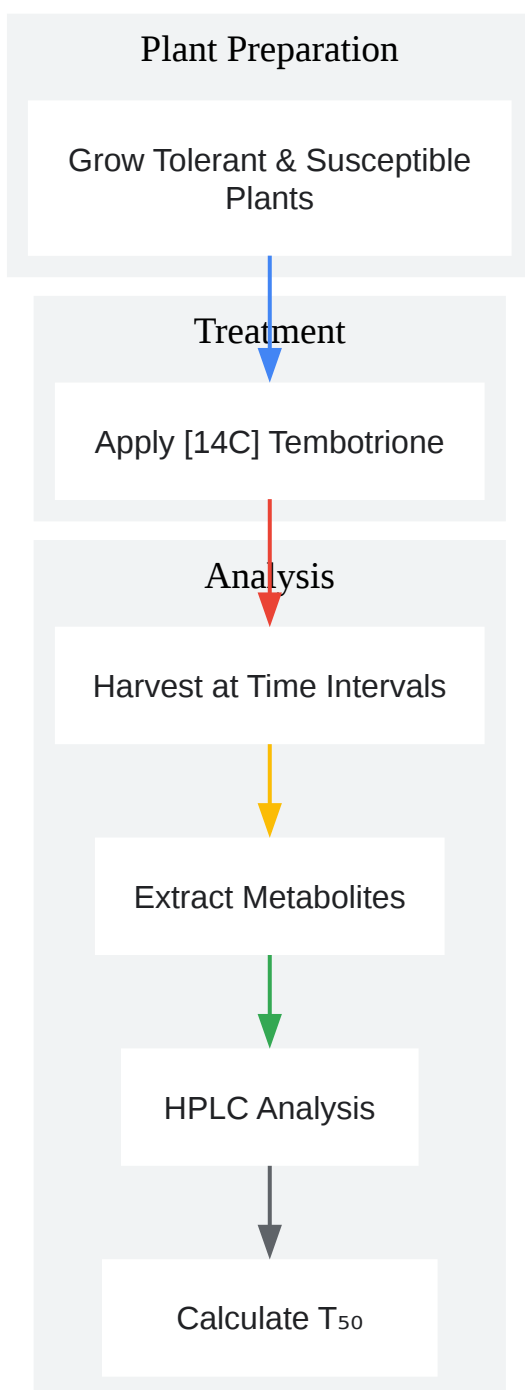 Plant Preparation
Grow Tolerant & Susceptible
Plants
Treatment
Apply [14C] Tembotrione
Analysis
Harvest at Time Intervals
Extract Metabolites
HPLC Analysis
Calculate T₅₀